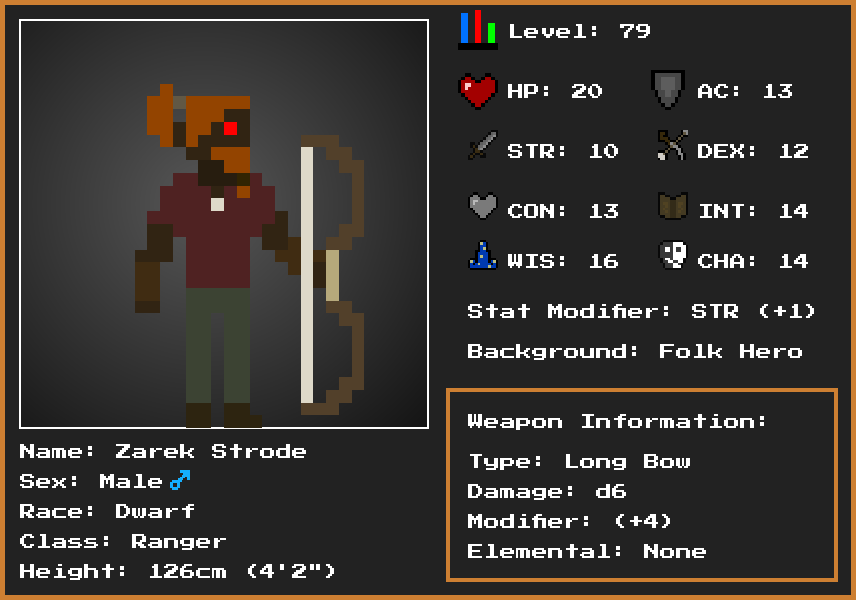 Level: 79
HP: 20 AC: 13
STR: 10 DEX: 12
CON: 13 INT: 14
WIS: 16 CHA: 14
Stat Modifier: STR (+1)
Background: Folk Hero
Weapon Information:
Type: Long Bow
Damage: d6
Modifier: (+4)
Elemental: None
Name: Zarek Strode
Sex: Male ♂
Race: Dwarf
Class: Ranger
Height: 126cm (4'2")